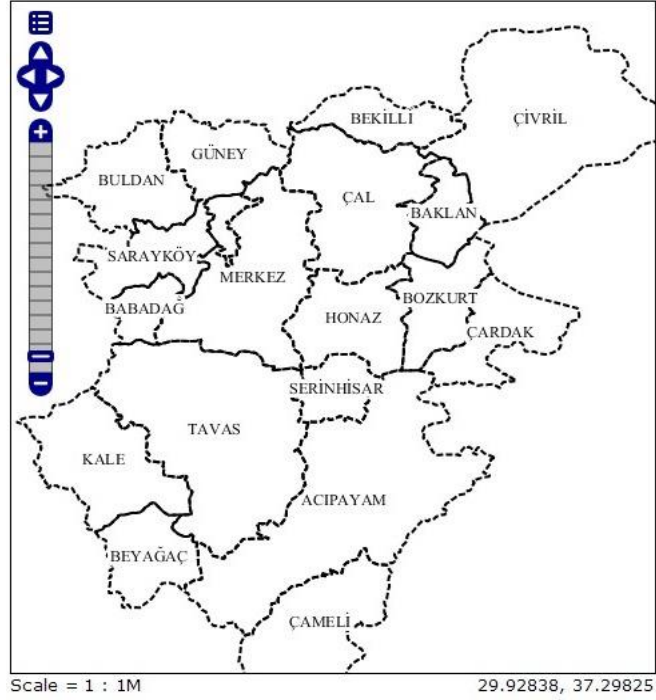 BEKİLLİ
ÇİVRİL
GÜNEY
BULDAN
ÇAL
BAKLAN
SARAYKÖY
MERKEZ
BOZKURT
BABADAĞ
HONAZ
ÇARDAK
SERİNHİSAR
TAVAS
KALE
ACIPAYAM
BEYAĞAÇ
ÇAMELİ
Scale = 1 : 1M
29.92838, 37.29825